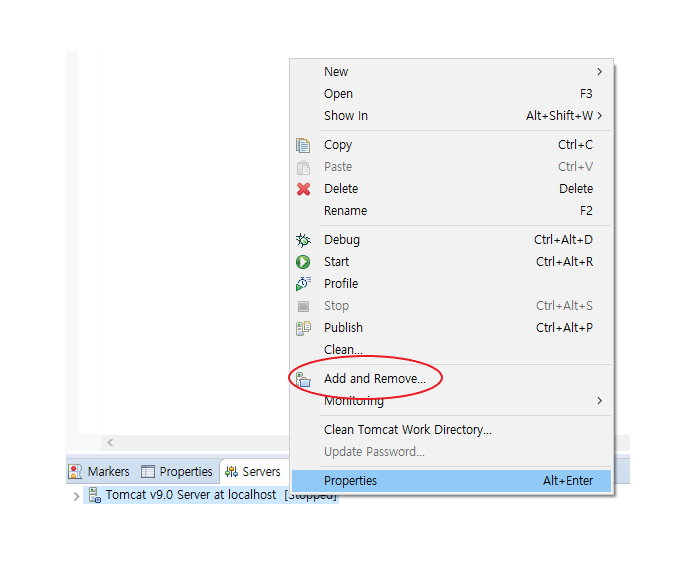 New
Open F3
Show In Alt+Shift+W
Copy Ctrl+C
Paste Ctrl+V
Delete Delete
Rename F2
Debug Ctrl+Alt+D
Start Ctrl+Alt+R
Profile
Stop Ctrl+Alt+S
Publish Ctrl+Alt+P
Clean...
Add and Remove...
Monitoring
Clean Tomcat Work Directory...
Update Password...
Markers Properties Servers
Properties Alt+Enter
Tomcat v9.0 Server at localhost [Stopped]